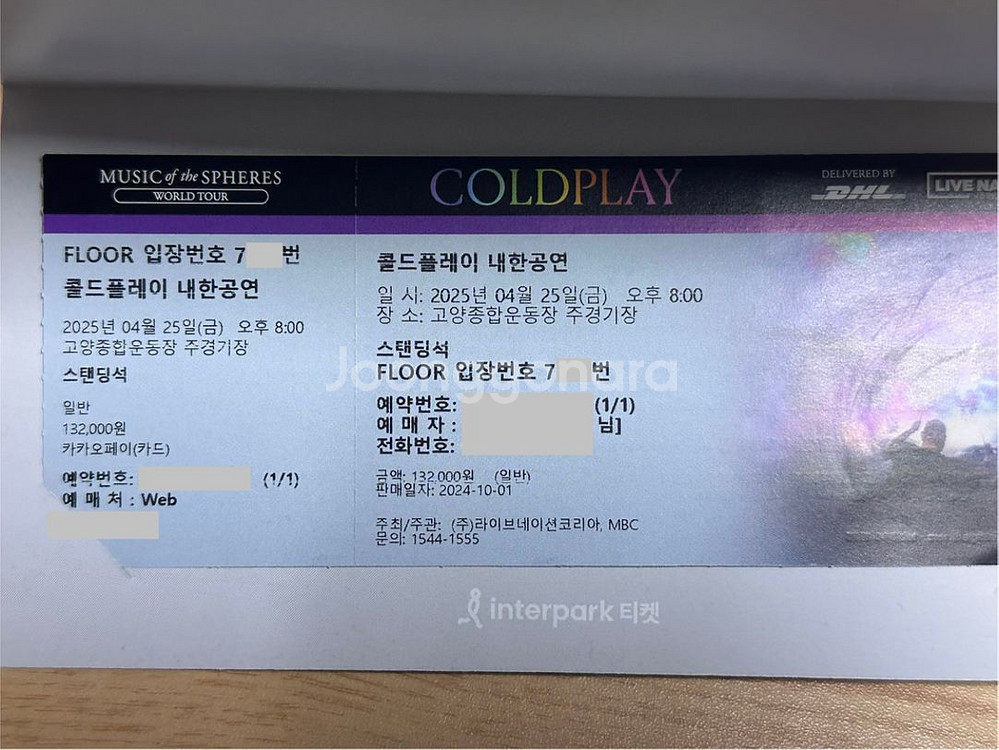 MUSIC of the SPHERES
WORLD TOUR
FLOOR 입장번호 7 번
콜드플레이 내한공연
2025년 04월 25일(금) 오후 8:00
고양종합운동장 주경기장
스탠딩석
일반
132,000원
카카오페이(카드)
예약번호: (1/1)
예 매 처 : Web
COLDPLAY
DELIVERED BY
DHL
LIVE NA
콜드플레이 내한공연
일 시: 2025년 04월 25일(금) 오후 8:00
장 소: 고양종합운동장 주경기장
스탠딩석
FLOOR 입장번호 7 번
예약번호: (1/1)
예 매 자 : 님]
전화번호:
금액: 132,000원 (일반)
판매일자: 2024-10-01
주최/주관: (주)라이브네이션코리아, MBC
문의: 1544-1555
Joonggonara
interpark 티켓